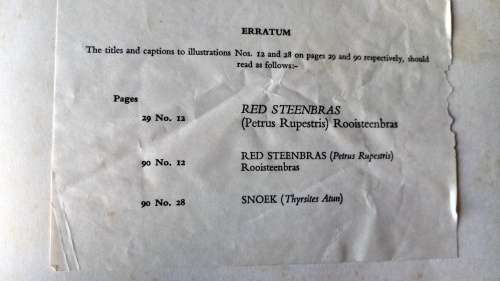 ERRATUM
The titles and captions to illustrations Nos. 12 and 28 on pages 29 and 90 respectively, should
read as follows:-
Pages
29 No. 12 RED STEENBRAS
(Petrus Rupestris) Rooisteenbras
90 No. 12 RED STEENBRAS (Petrus Rupestris)
Rooisteenbras
90 No. 28 SNOEK (Thyrsites Atun)